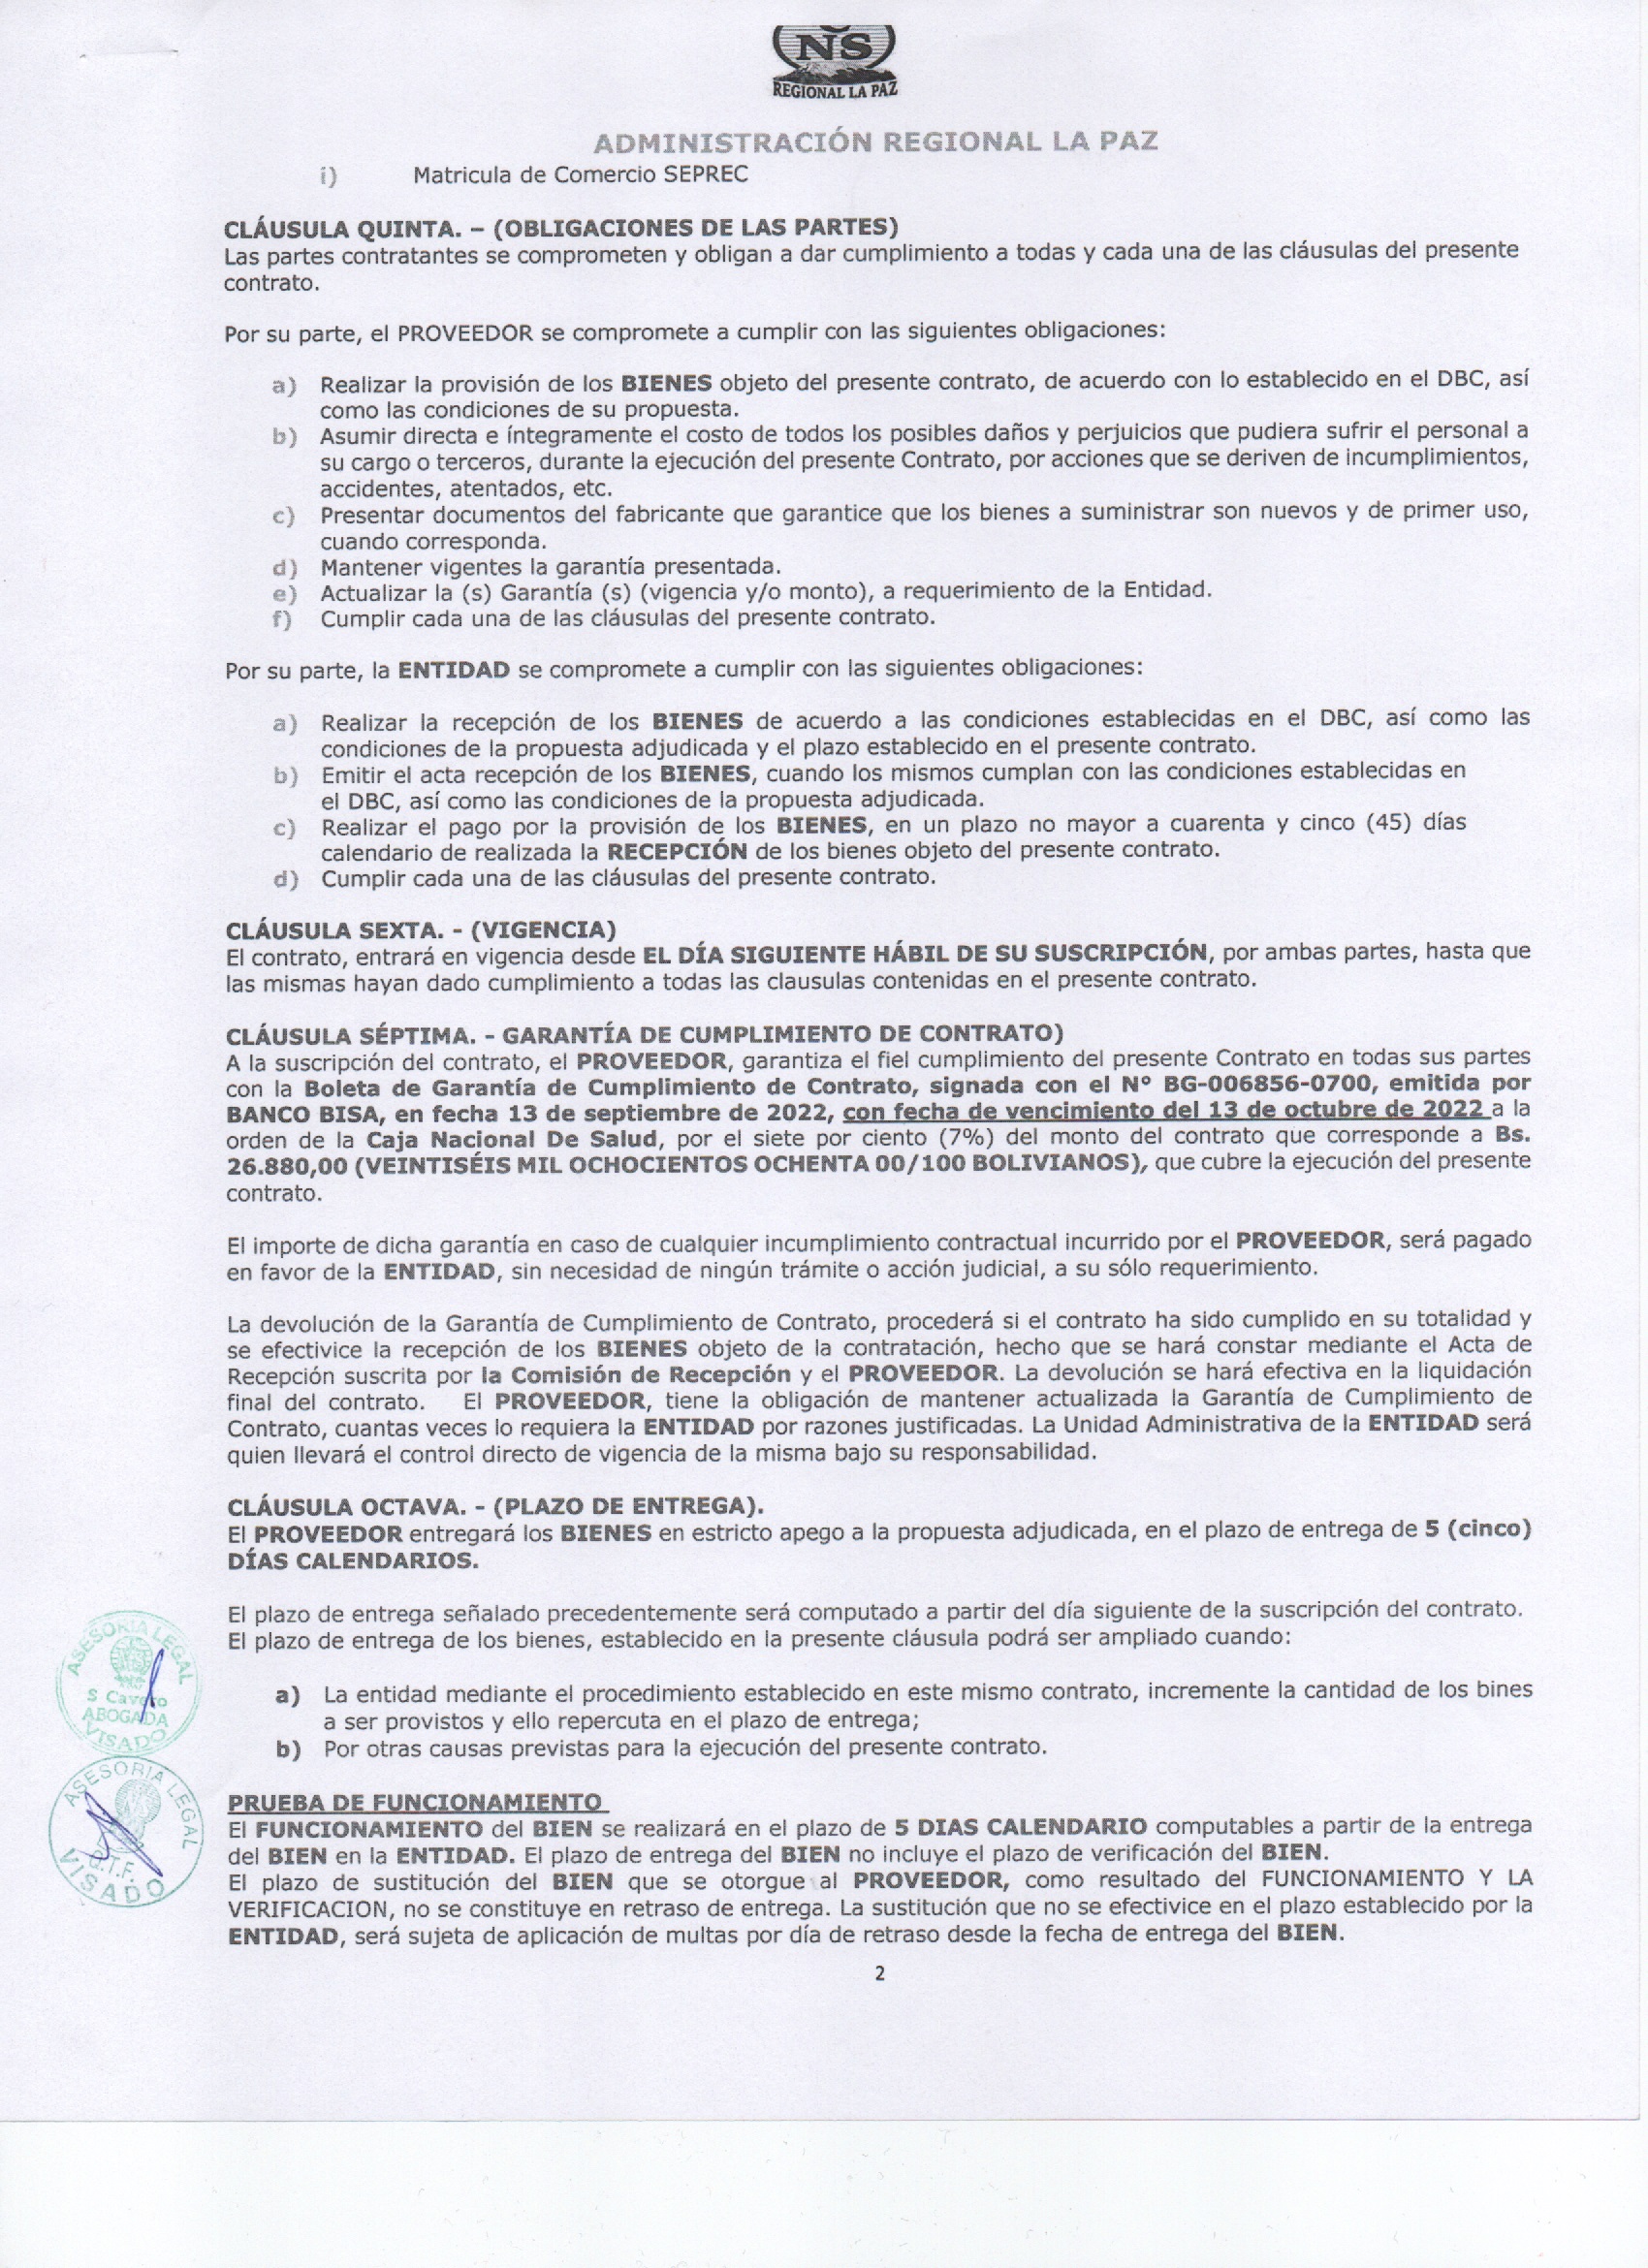 NS
REGIONAL LA PAZ
ADMINISTRACIÓN REGIONAL LA PAZ
i) Matricula de Comercio SEPREC
CLÁUSULA QUINTA. – (OBLIGACIONES DE LAS PARTES)
Las partes contratantes se comprometen y obligan a dar cumplimiento a todas y cada una de las cláusulas del presente
contrato.
Por su parte, el PROVEEDOR se compromete a cumplir con las siguientes obligaciones:
a) Realizar la provisión de los BIENES objeto del presente contrato, de acuerdo con lo establecido en el DBC, así
como las condiciones de su propuesta.
b) Asumir directa e íntegramente el costo de todos los posibles daños y perjuicios que pudiera sufrir el personal a
su cargo o terceros, durante la ejecución del presente Contrato, por acciones que se deriven de incumplimientos,
accidentes, atentados, etc.
c) Presentar documentos del fabricante que garantice que los bienes a suministrar son nuevos y de primer uso,
cuando corresponda.
d) Mantener vigentes la garantía presentada.
e) Actualizar la (s) Garantía (s) (vigencia y/o monto), a requerimiento de la Entidad.
f) Cumplir cada una de las cláusulas del presente contrato.
Por su parte, la ENTIDAD se compromete a cumplir con las siguientes obligaciones:
a) Realizar la recepción de los BIENES de acuerdo a las condiciones establecidas en el DBC, así como las
condiciones de la propuesta adjudicada y el plazo establecido en el presente contrato.
b) Emitir el acta recepción de los BIENES, cuando los mismos cumplan con las condiciones establecidas en
el DBC, así como las condiciones de la propuesta adjudicada.
c) Realizar el pago por la provisión de los BIENES, en un plazo no mayor a cuarenta y cinco (45) días
calendario de realizada la RECEPCIÓN de los bienes objeto del presente contrato.
d) Cumplir cada una de las cláusulas del presente contrato.
CLÁUSULA SEXTA. - (VIGENCIA)
El contrato, entrará en vigencia desde EL DÍA SIGUIENTE HÁBIL DE SU SUSCRIPCIÓN, por ambas partes, hasta que
las mismas hayan dado cumplimiento a todas las clausulas contenidas en el presente contrato.
CLÁUSULA SÉPTIMA. - GARANTÍA DE CUMPLIMIENTO DE CONTRATO)
A la suscripción del contrato, el PROVEEDOR, garantiza el fiel cumplimiento del presente Contrato en todas sus partes
con la Boleta de Garantía de Cumplimiento de Contrato, signada con el N° BG-006856-0700, emitida por
BANCO BISA, en fecha 13 de septiembre de 2022, con fecha de vencimiento del 13 de octubre de 2022 a la
orden de la Caja Nacional De Salud, por el siete por ciento (7%) del monto del contrato que corresponde a Bs.
26.880,00 (VEINTISÉIS MIL OCHOCIENTOS OCHENTA 00/100 BOLIVIANOS), que cubre la ejecución del presente
contrato.
El importe de dicha garantía en caso de cualquier incumplimiento contractual incurrido por el PROVEEDOR, será pagado
en favor de la ENTIDAD, sin necesidad de ningún trámite o acción judicial, a su sólo requerimiento.
La devolución de la Garantía de Cumplimiento de Contrato, procederá si el contrato ha sido cumplido en su totalidad y
se efectivice la recepción de los BIENES objeto de la contratación, hecho que se hará constar mediante el Acta de
Recepción suscrita por la Comisión de Recepción y el PROVEEDOR. La devolución se hará efectiva en la liquidación
final del contrato. El PROVEEDOR, tiene la obligación de mantener actualizada la Garantía de Cumplimiento de
Contrato, cuantas veces lo requiera la ENTIDAD por razones justificadas. La Unidad Administrativa de la ENTIDAD será
quien llevará el control directo de vigencia de la misma bajo su responsabilidad.
CLÁUSULA OCTAVA. - (PLAZO DE ENTREGA).
El PROVEEDOR entregará los BIENES en estricto apego a la propuesta adjudicada, en el plazo de entrega de 5 (cinco)
DÍAS CALENDARIOS.
El plazo de entrega señalado precedentemente será computado a partir del día siguiente de la suscripción del contrato.
El plazo de entrega de los bienes, establecido en la presente cláusula podrá ser ampliado cuando:
a) La entidad mediante el procedimiento establecido en este mismo contrato, incremente la cantidad de los bines
a ser provistos y ello repercuta en el plazo de entrega;
b) Por otras causas previstas para la ejecución del presente contrato.
ASESORIA LEGAL
S Cavero
ABOGADA
VISADO
ASESORIA LEGAL
VISADO
PRUEBA DE FUNCIONAMIENTO
El FUNCIONAMIENTO del BIEN se realizará en el plazo de 5 DIAS CALENDARIO computables a partir de la entrega
del BIEN en la ENTIDAD. El plazo de entrega del BIEN no incluye el plazo de verificación del BIEN.
El plazo de sustitución del BIEN que se otorgue al PROVEEDOR, como resultado del FUNCIONAMIENTO Y LA
VERIFICACION, no se constituye en retraso de entrega. La sustitución que no se efectivice en el plazo establecido por la
ENTIDAD, será sujeta de aplicación de multas por día de retraso desde la fecha de entrega del BIEN.
2